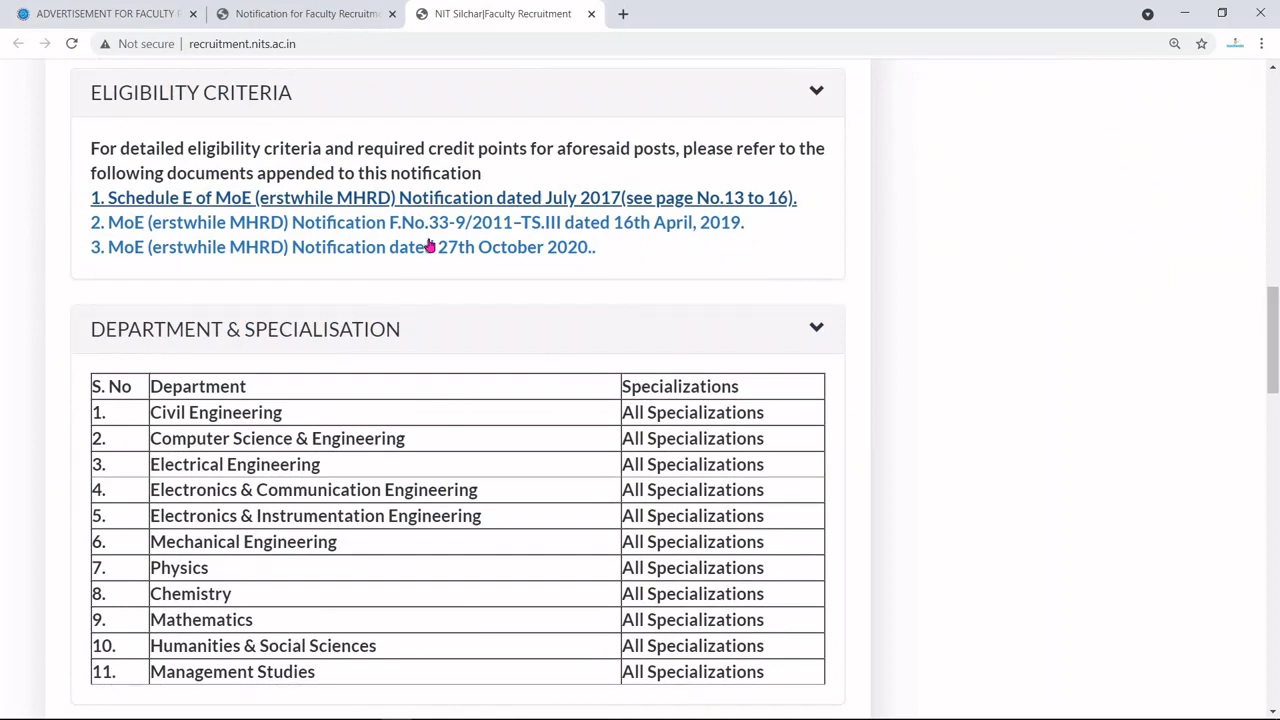 ADVERTISEMENT FOR FACULTY
Notification for Faculty Recruitm
NIT Silchar|Faculty Recruitment
Not secure
recruitment.nits.ac.in
ELIGIBILITY CRITERIA
For detailed eligibility criteria and required credit points for aforesaid posts, please refer to the
following documents appended to this notification
1. Schedule E of MoE (erstwhile MHRD) Notification dated July 2017(see page No.13 to 16).
2. MoE (erstwhile MHRD) Notification F.No.33-9/2011–TS.III dated 16th April, 2019.
3. MoE (erstwhile MHRD) Notification dated 27th October 2020..
DEPARTMENT & SPECIALISATION
S. No Department Specializations
1. Civil Engineering All Specializations
2. Computer Science & Engineering All Specializations
3. Electrical Engineering All Specializations
4. Electronics & Communication Engineering All Specializations
5. Electronics & Instrumentation Engineering All Specializations
6. Mechanical Engineering All Specializations
7. Physics All Specializations
8. Chemistry All Specializations
9. Mathematics All Specializations
10. Humanities & Social Sciences All Specializations
11. Management Studies All Specializations